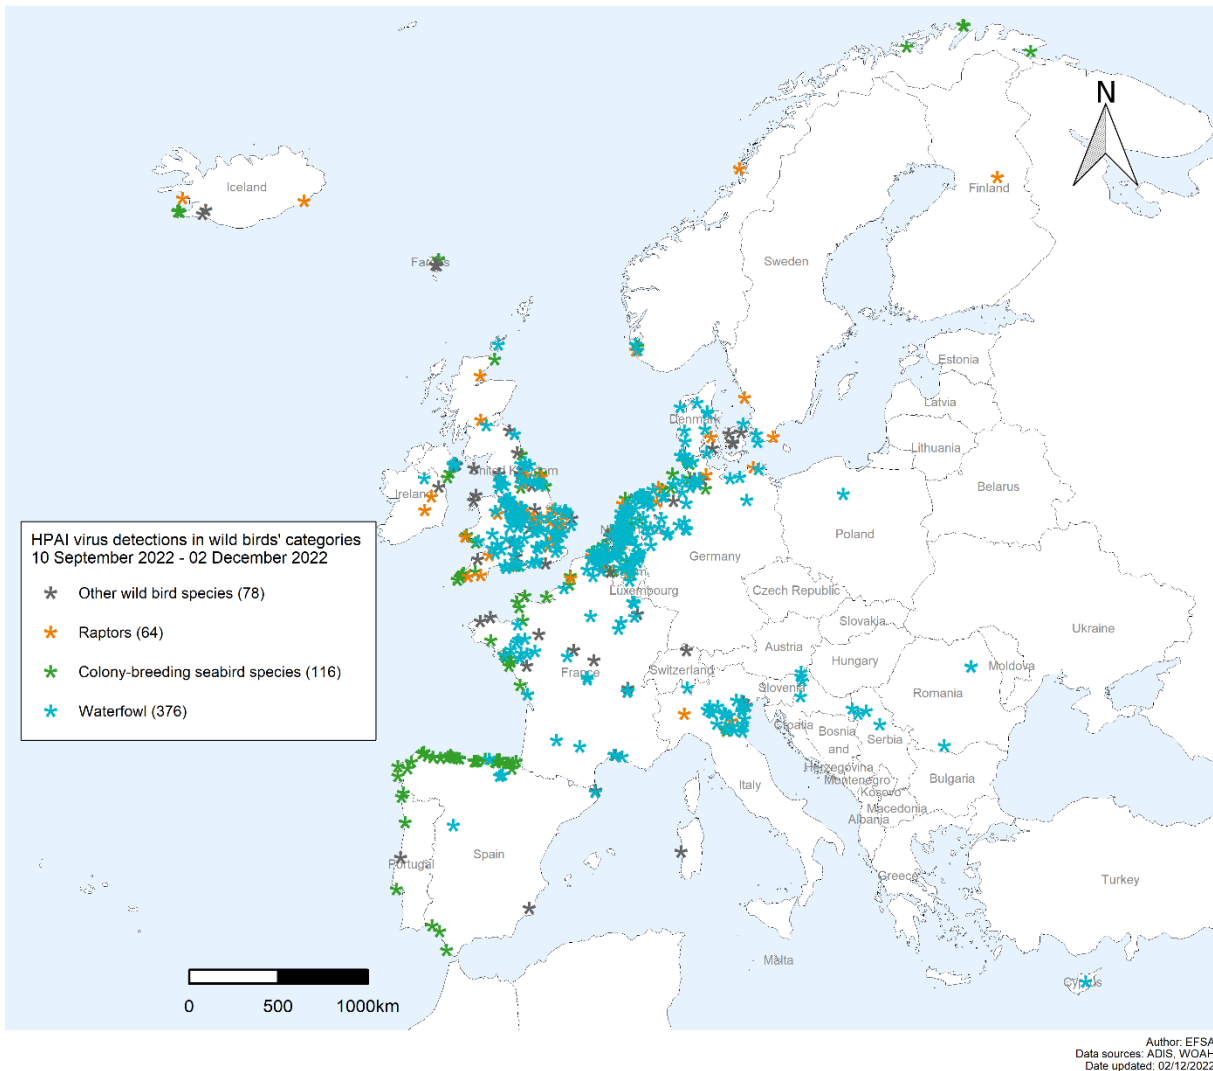 N
Iceland
Finland
Faroes
Sweden
Estonia
Latvia
Denmark
Lithuania
United Kingdom
Ireland
Belarus
Poland
Germany
Luxembourg
Czech Republic
Slovakia
Ukraine
Austria
Hungary
Moldova
France
Switzerland
Slovenia
Romania
Croatia
Bosnia
and
Herzegovina
Serbia
Montenegro
Kosovo
Bulgaria
Italy
Macedonia
Albania
Spain
Portugal
Greece
Turkey
Malta
Cyprus
HPAI virus detections in wild birds' categories
10 September 2022 - 02 December 2022
Other wild bird species (78)
Raptors (64)
Colony-breeding seabird species (116)
Waterfowl (376)
0 500 1000km
Author: EFSA
Data sources: ADIS, WOAH
Date updated: 02/12/2022